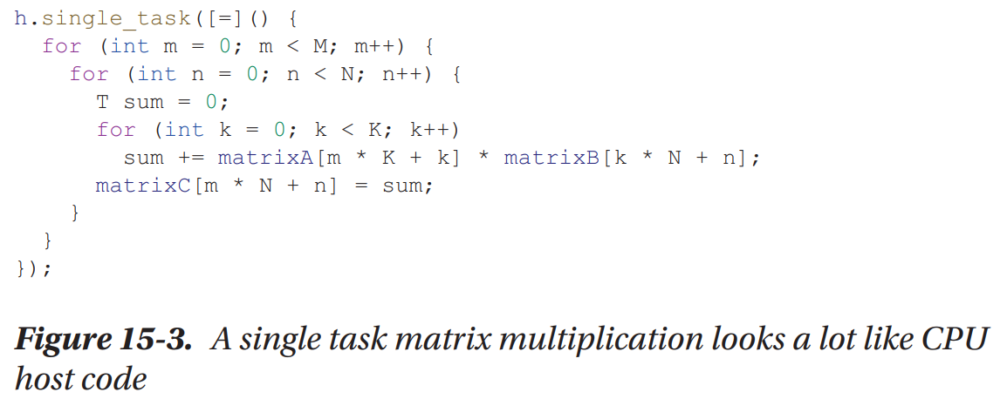 h.single_task([=]() {
  for (int m = 0; m < M; m++) {
    for (int n = 0; n < N; n++) {
      T sum = 0;
      for (int k = 0; k < K; k++)
        sum += matrixA[m * K + k] * matrixB[k * N + n];
      matrixC[m * N + n] = sum;
    }
  }
});
Figure 15-3. A single task matrix multiplication looks a lot like CPU
host code